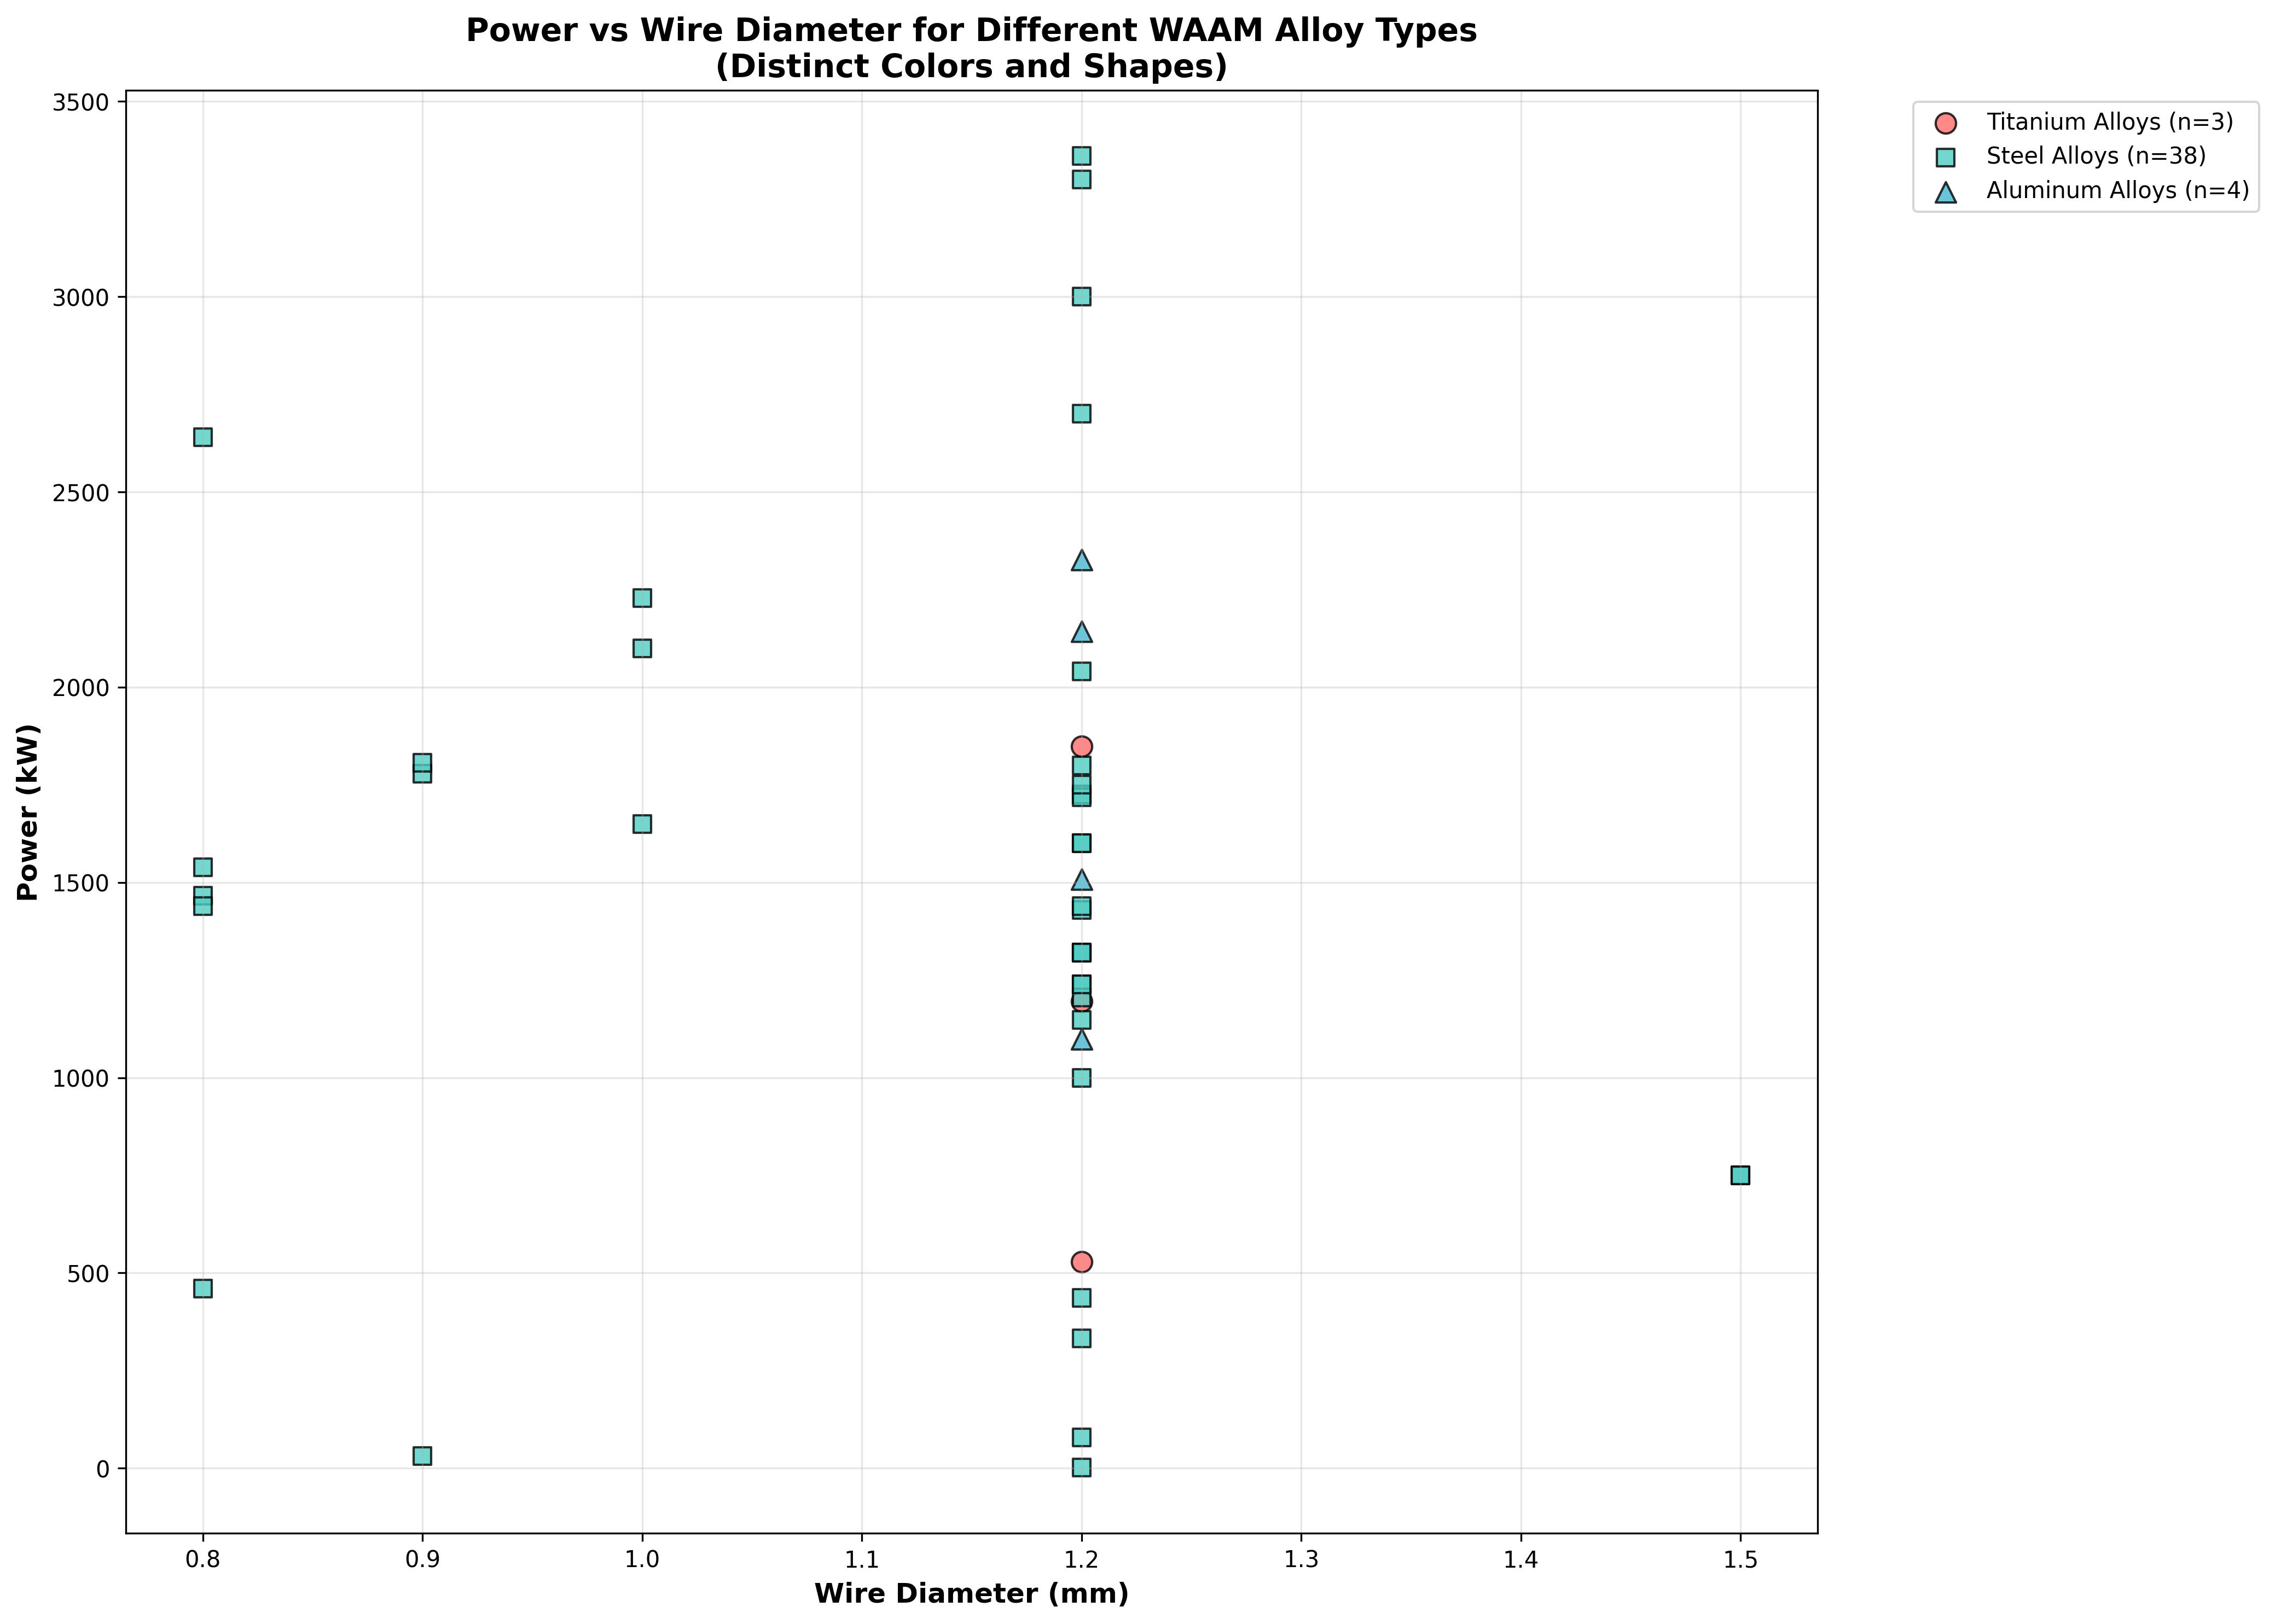 Power vs Wire Diameter for Different WAAM Alloy Types
(Distinct Colors and Shapes)
Titanium Alloys (n=3)
Steel Alloys (n=38)
Aluminum Alloys (n=4)
Power (kW)
3500
3000
2500
2000
1500
1000
500
0
0.8 0.9 1.0 1.1 1.2 1.3 1.4 1.5
Wire Diameter (mm)